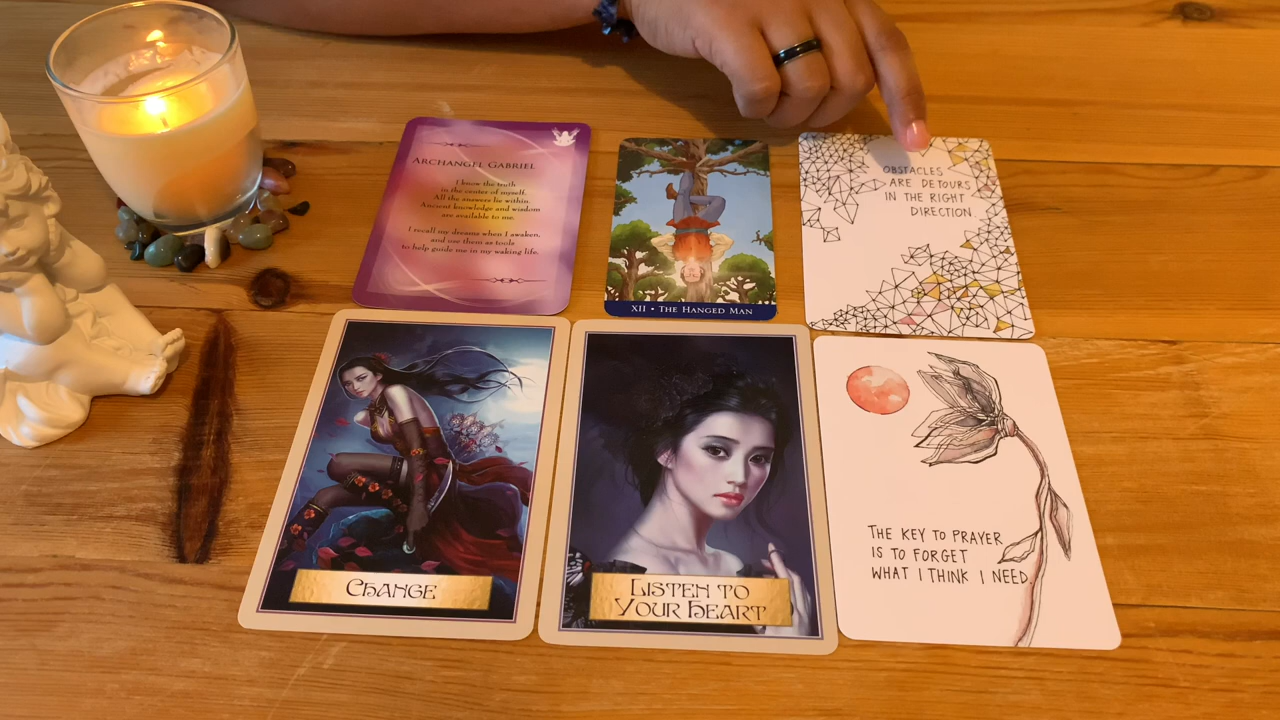 ARCHANGEL GABRIEL
I know the truth
in the center of myself.
All the answers lie within.
Ancient knowledge and wisdom
are available to me.
I recall my dreams when I awaken,
and use them as tools
to help guide me in my waking life.
XII • THE HANGED MAN
OBSTACLES
ARE DETOURS
IN THE RIGHT
DIRECTION.
CHANGE
LISTEN TO
YOUR HEART
THE KEY TO PRAYER
IS TO FORGET
WHAT I THINK I NEED.